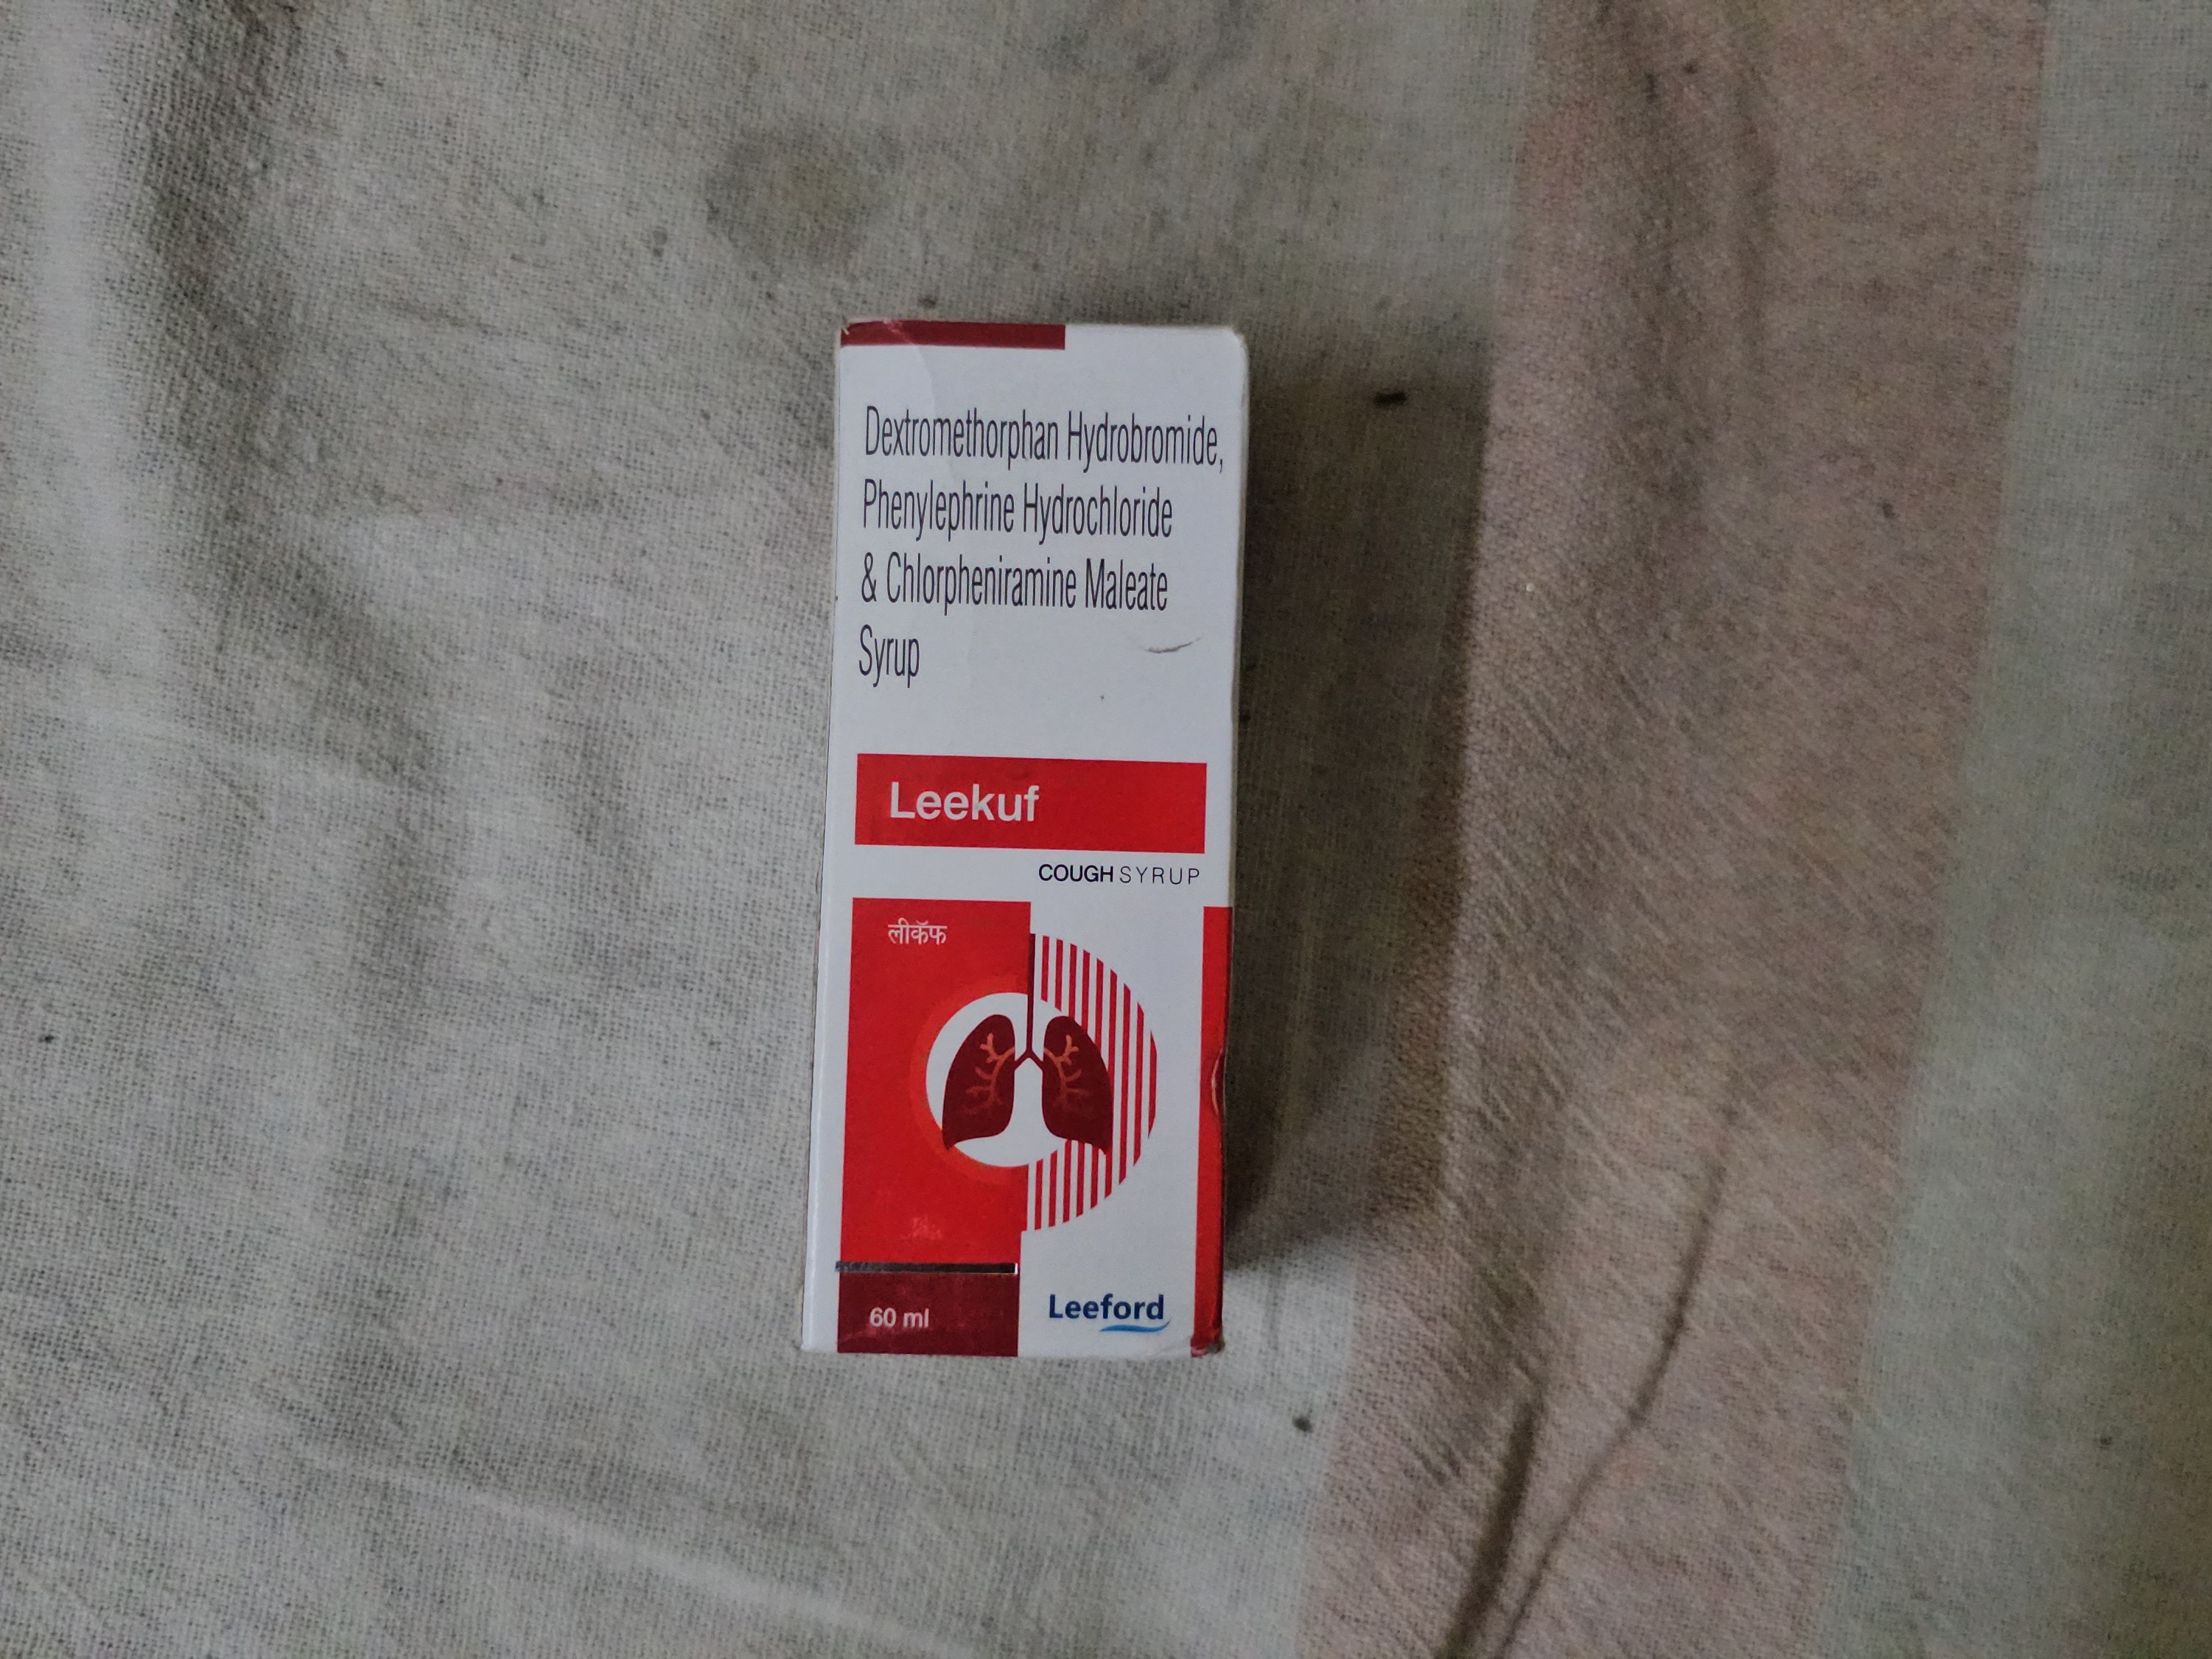 Dextromethorphan Hydrobromide,
Phenylephrine Hydrochloride
& Chlorpheniramine Maleate
Syrup
Leekuf
COUGH SYRUP
लीकॅफ
60 ml
Leeford